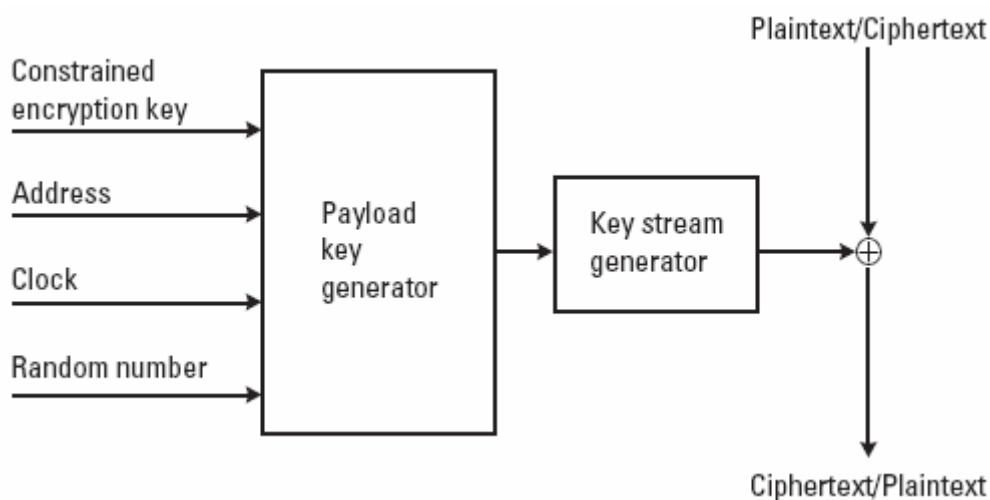 Plaintext/Ciphertext
Constrained
encryption key
Address
Clock
Random number
Payload
key
generator
Key stream
generator
Ciphertext/Plaintext